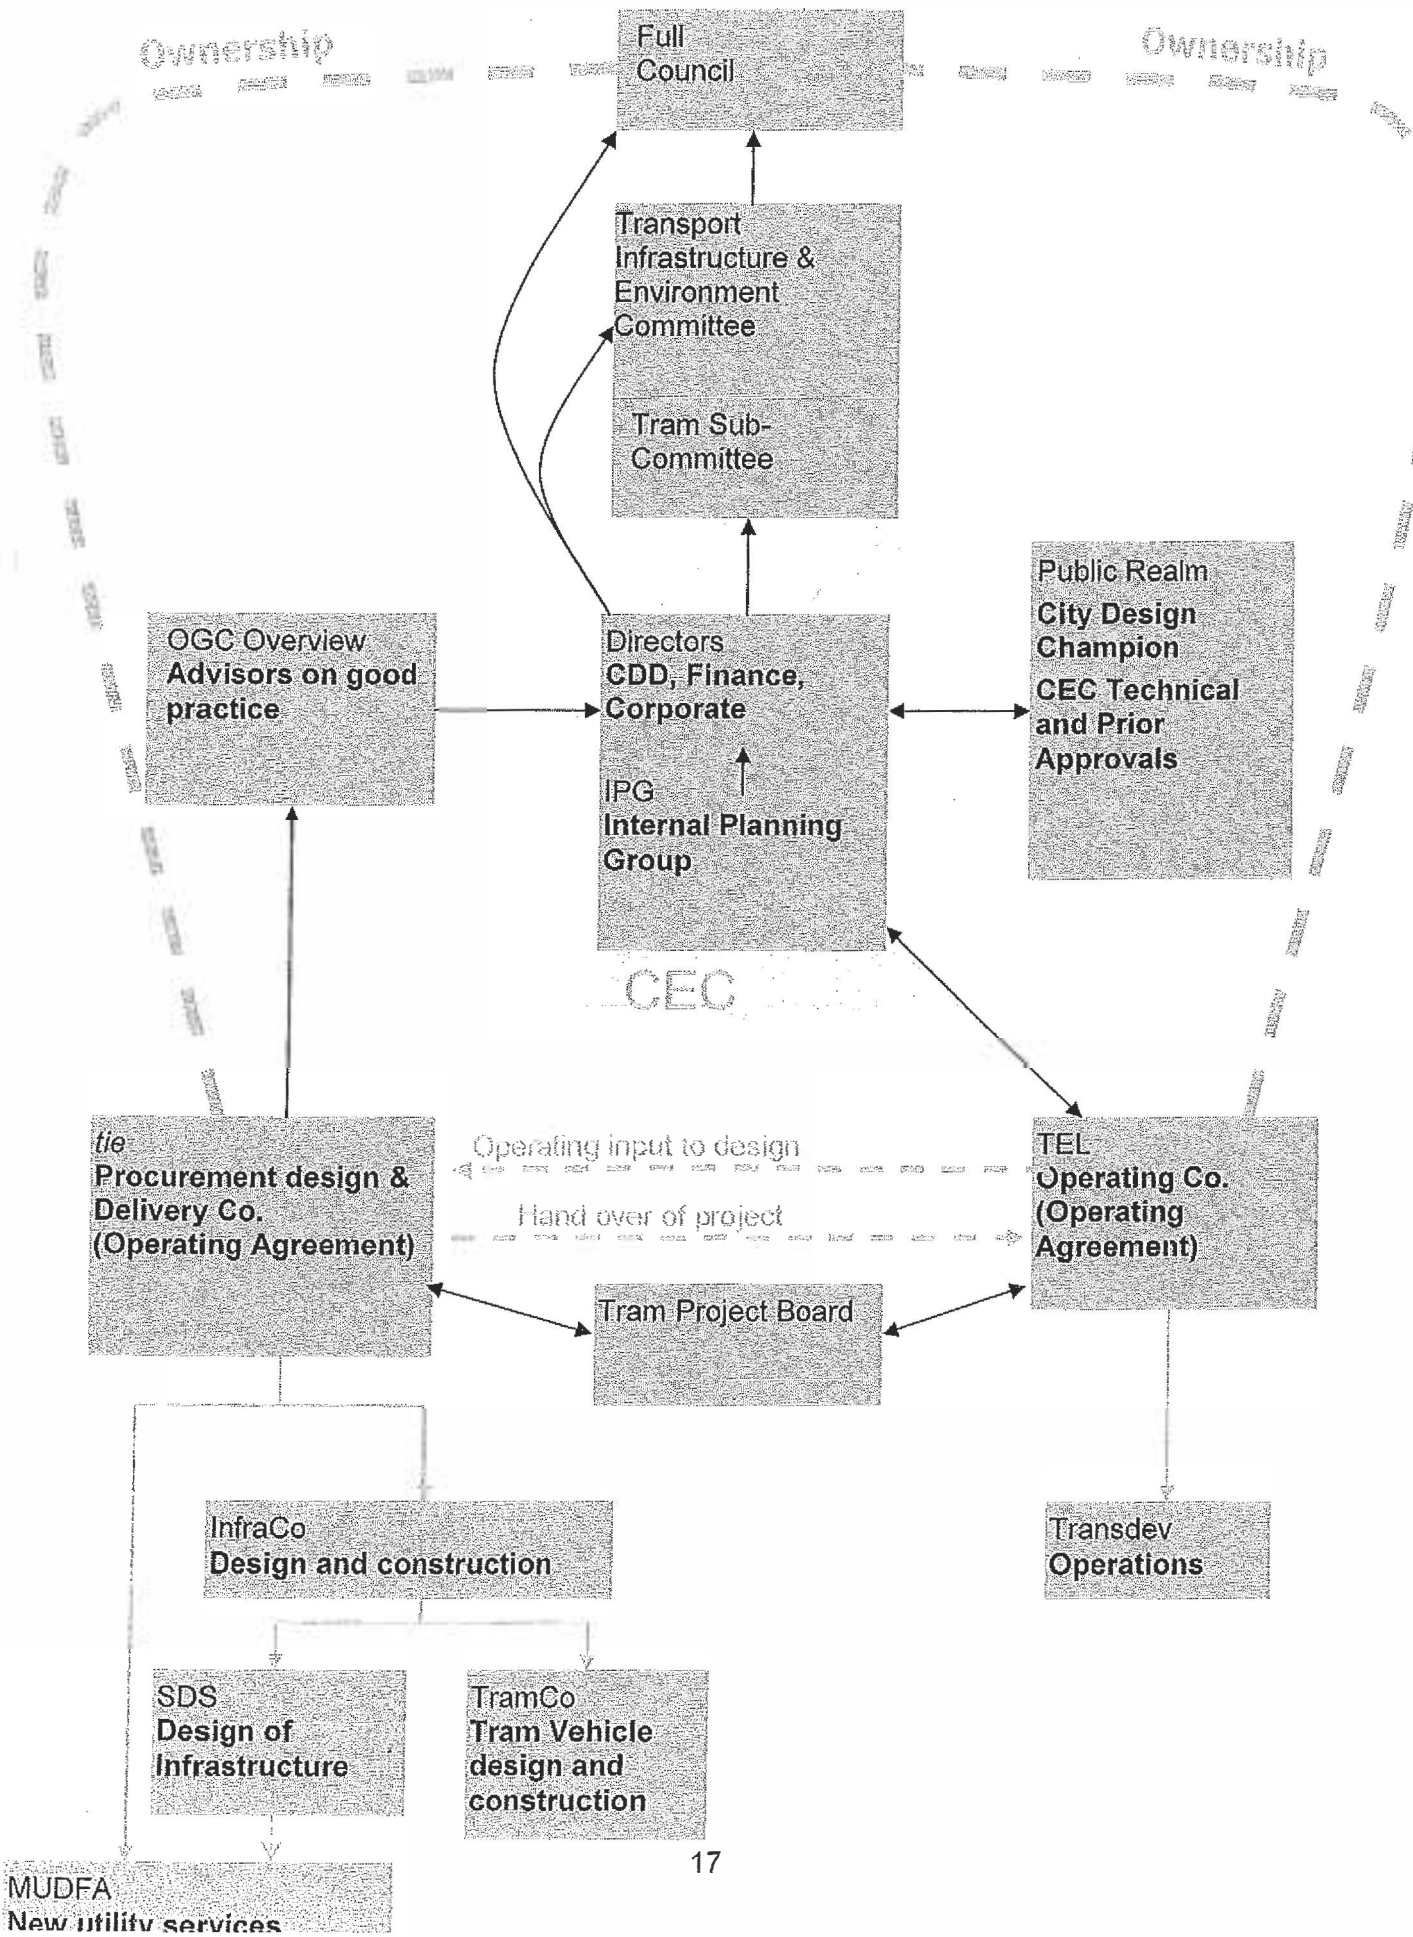 Ownership
Ownership
Full
Council
Transport
Infrastructure &
Environment
Committee
Tram Sub-
Committee
Public Realm
City Design
Champion
CEC Technical
and Prior
Approvals
OGC Overview
Advisors on good
practice
Directors
CDD, Finance,
Corporate
IPG
Internal Planning
Group
CEC
tie
Procurement design &
Delivery Co.
(Operating Agreement)
Operating input to design
Hand over of project
TEL
Operating Co.
(Operating
Agreement)
Tram Project Board
InfraCo
Design and construction
Transdev
Operations
SDS
Design of
Infrastructure
TramCo
Tram Vehicle
design and
construction
17
MUDFA
New utility services